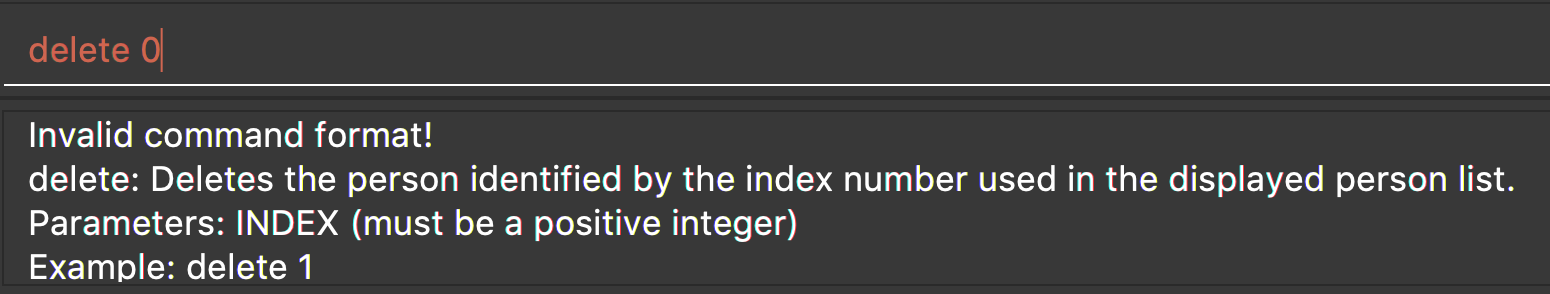 delete 0
Invalid command format!
delete: Deletes the person identified by the index number used in the displayed person list.
Parameters: INDEX (must be a positive integer)
Example: delete 1